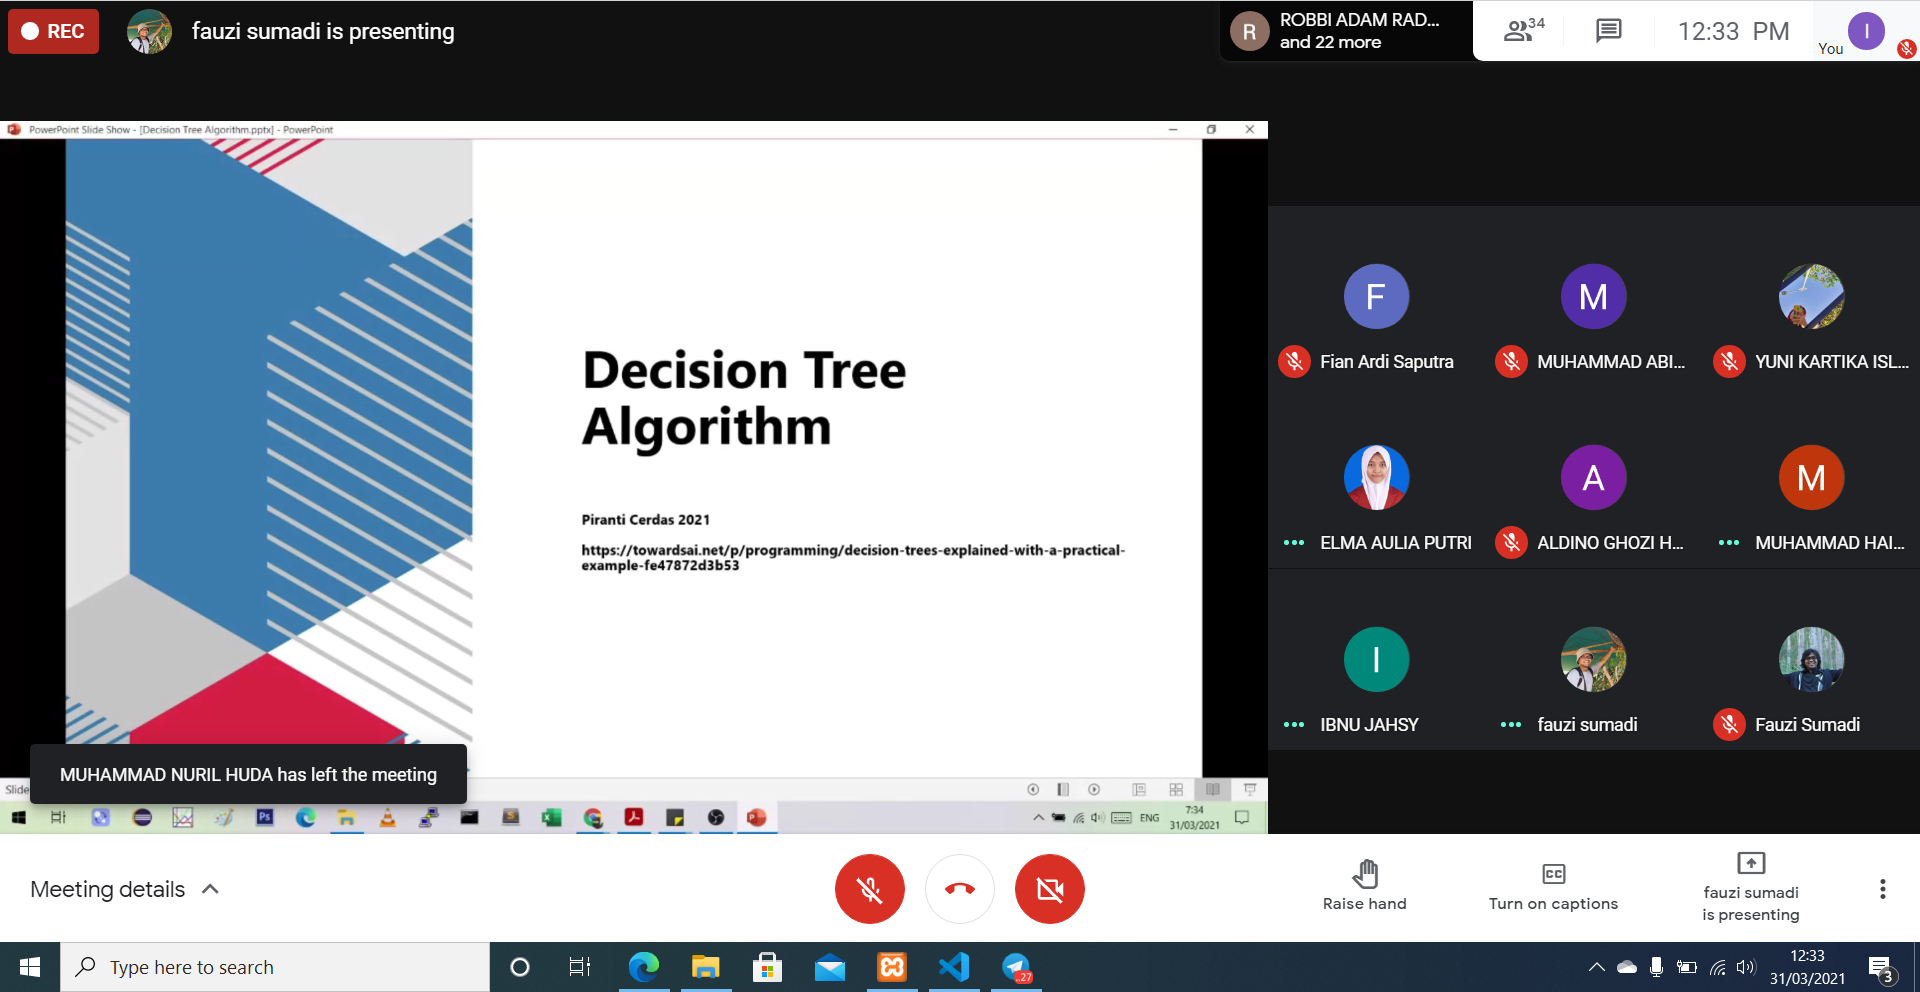 REC
fauzi sumadi is presenting
R
ROBBI ADAM RAD...
and 22 more
34
12:33 PM
You
I
PowerPoint Slide Show - [Decision Tree Algorithm.pptx] - PowerPoint
Decision Tree
Algorithm
Piranti Cerdas 2021
https://towardsai.net/p/programming/decision-trees-explained-with-a-practical-
example-fe47872d3b53
F
Fian Ardi Saputra
M
MUHAMMAD ABI...
YUNI KARTIKA ISL...
ELMA AULIA PUTRI
A
ALDINO GHOZI H...
M
MUHAMMAD HAI...
I
IBNU JAHSY
fauzi sumadi
Fauzi Sumadi
MUHAMMAD NURIL HUDA has left the meeting
Slide
Ps
ENG
7:34
31/03/2021
Meeting details
Raise hand
CC
Turn on captions
fauzi sumadi
is presenting
Type here to search
..27
12:33
31/03/2021
3